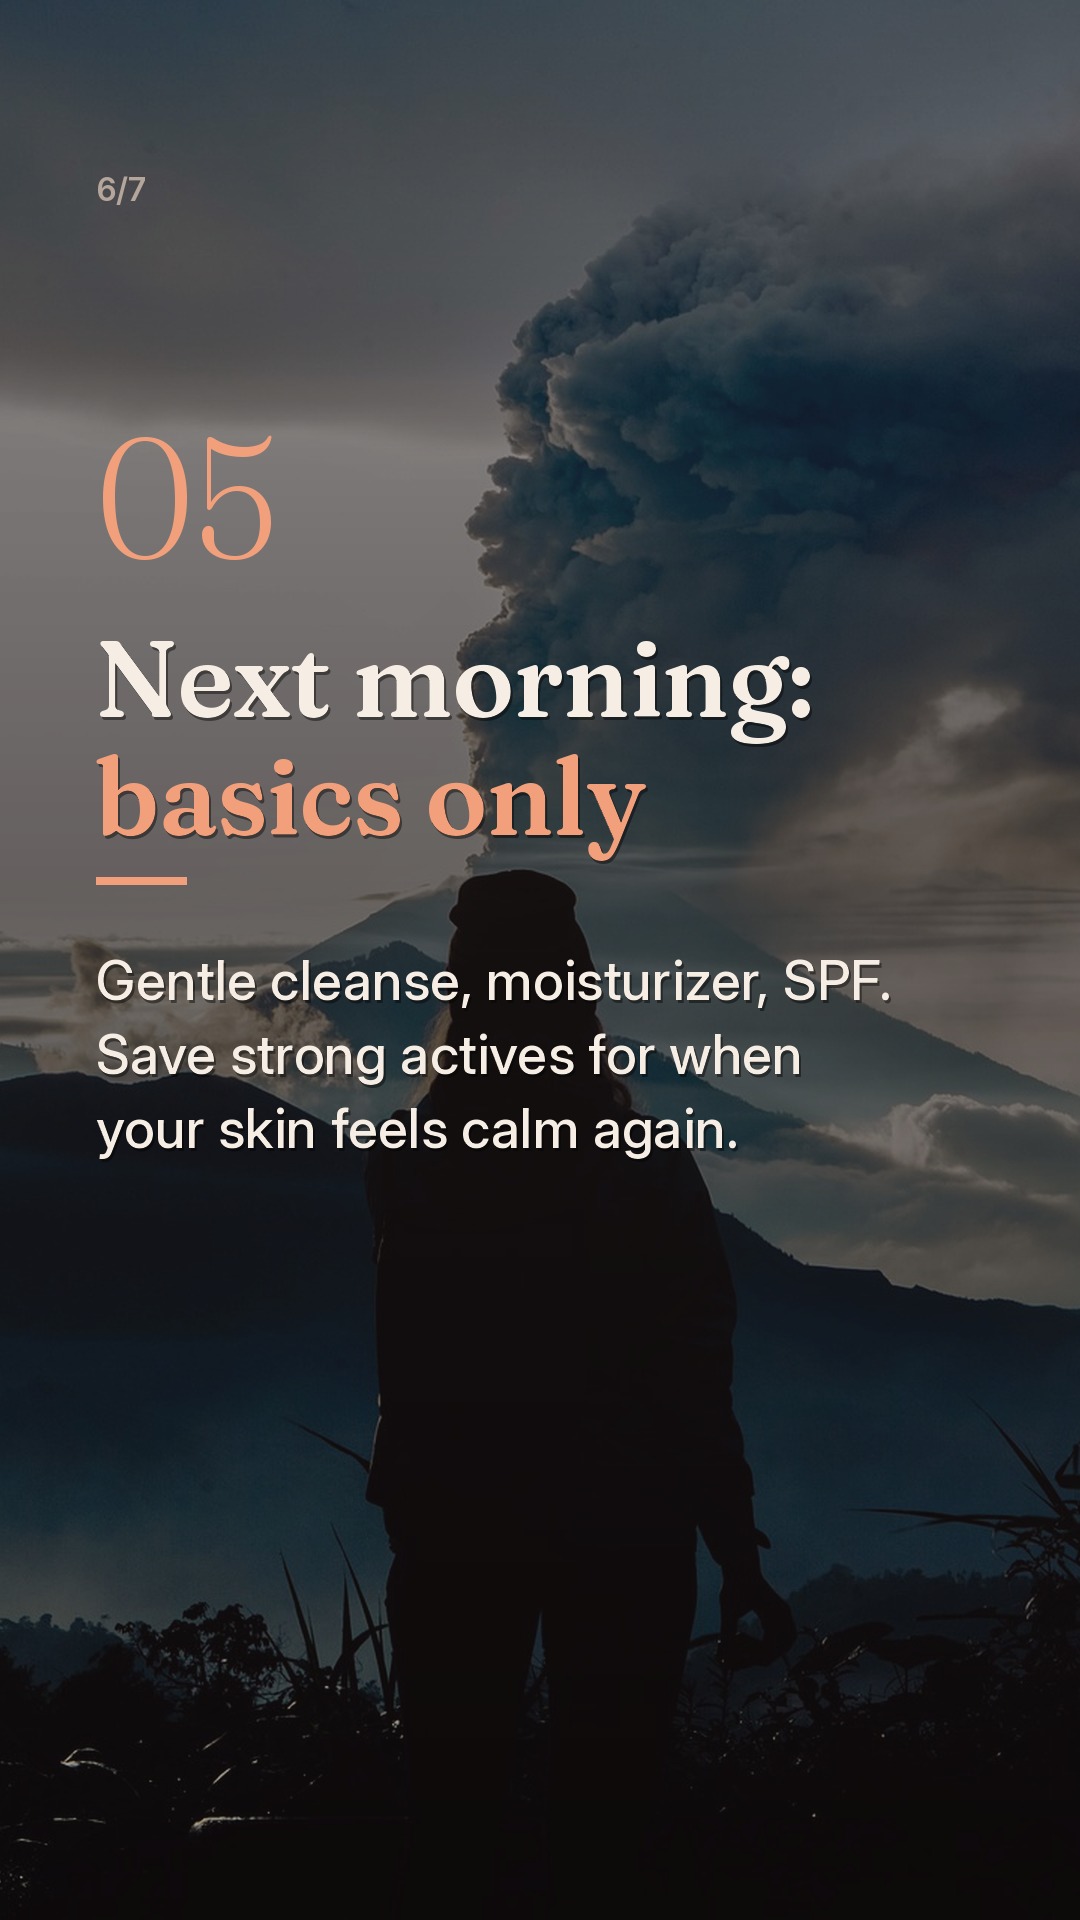 6/7
05
Next morning:
basics only
Gentle cleanse, moisturizer, SPF.
Save strong actives for when
your skin feels calm again.